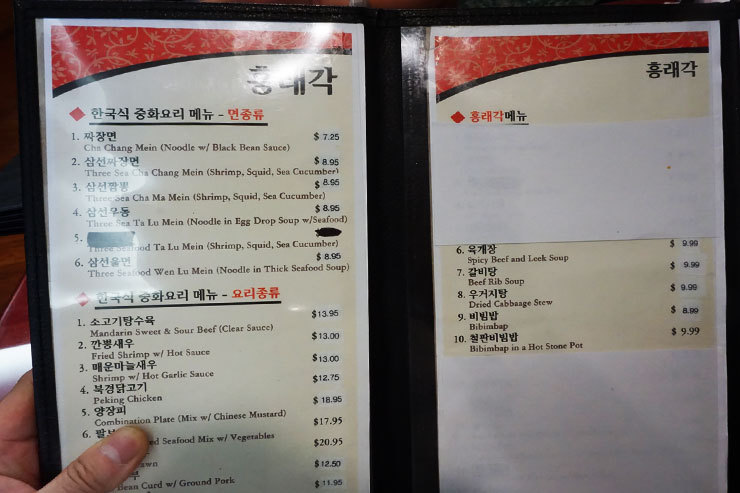 흥래각
한국식 중화요리 메뉴 - 면종류
1. 짜장면 $ 7.25
Cha Chang Mein (Noodle w/ Black Bean Sauce)
2. 삼선짜장면 $ 8.95
Three Sea Cha Chang Mein (Shrimp, Squid, Sea Cucumber)
3. 삼선짬뽕 $ 8.95
Three Sea Cha Ma Mein (Shrimp, Squid, Sea Cucumber)
4. 삼선우동 $ 8.95
Three Sea Ta Lu Mein (Noodle in Egg Drop Soup w/Seafood)
5.
Three Seafood Ta Lu Mein (Shrimp, Squid, Sea Cucumber)
6. 삼선울면 $ 8.95
Three Seafood Wen Lu Mein (Noodle in Thick Seafood Soup)
한국식 중화요리 메뉴 - 요리종류
1. 소고기탕수육 $13.95
Mandarin Sweet & Sour Beef (Clear Sauce)
2. 깐뽕새우 $13.00
Fried Shrimp w/ Hot Sauce
3. 매운마늘새우 $13.00
Shrimp w/ Hot Garlic Sauce
4. 북경닭고기 $12.75
Peking Chicken
5. 양장피 $ 18.95
Combination Plate (Mix w/ Chinese Mustard)
6. $17.95
Seafood Mix w/ Vegetables
$20.95
$12.50
Bean Curd w/ Ground Pork
$ 11.95
흥래각
흥래각메뉴
6. 육개장 $ 9.99
Spicy Beef and Leek Soup
7. 갈비탕 $ 9.99
Beef Rib Soup
8. 우거지탕 $ 9.99
Dried Cabbaage Stew
9. 비빔밥 $ 8.99
Bibimbap
10. 철판비빔밥 $ 9.99
Bibimbap in a Hot Stone Pot